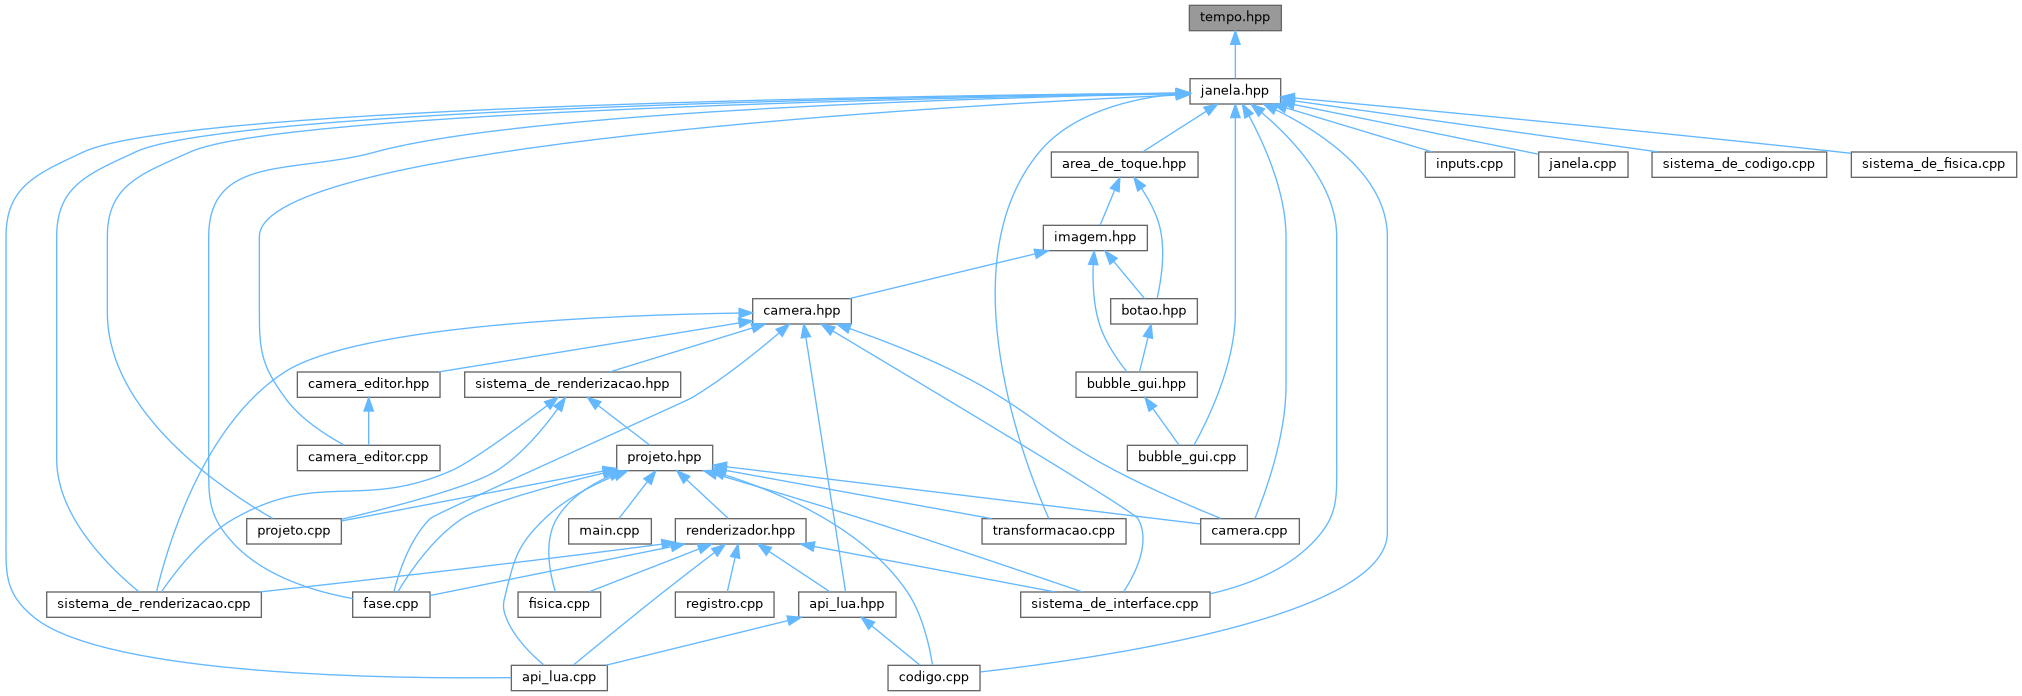 tempo.hpp
janela.hpp
area_de_toque.hpp
inputs.cpp
janela.cpp
sistema_de_codigo.cpp
sistema_de_fisica.cpp
imagem.hpp
camera.hpp
botao.hpp
camera_editor.hpp
sistema_de_renderizacao.hpp
bubble_gui.hpp
camera_editor.cpp
projeto.hpp
bubble_gui.cpp
projeto.cpp
main.cpp
renderizador.hpp
transformacao.cpp
camera.cpp
sistema_de_renderizacao.cpp
fase.cpp
fisica.cpp
registro.cpp
api_lua.hpp
sistema_de_interface.cpp
api_lua.cpp
codigo.cpp